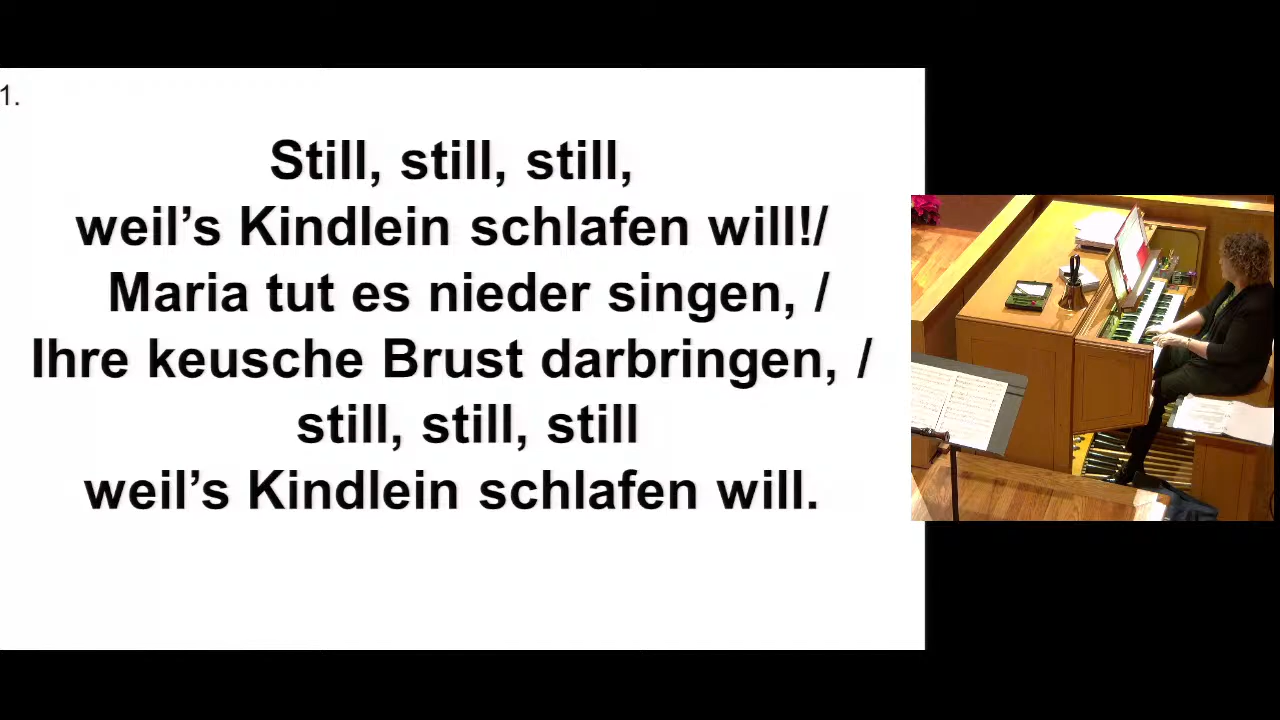 1.
Still, still, still,
weil’s Kindlein schlafen will!/
Maria tut es nieder singen, /
Ihre keusche Brust darbringen, /
still, still, still
weil’s Kindlein schlafen will.